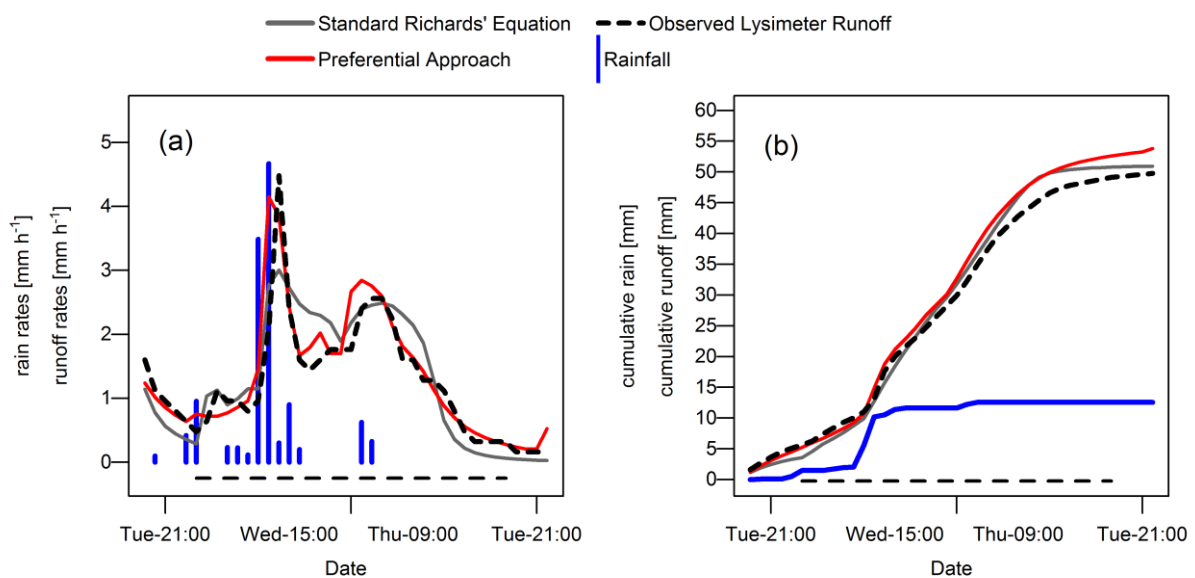 Standard Richards' Equation
Observed Lysimeter Runoff
Preferential Approach
Rainfall
(a)
rain rates [mm h⁻¹]
runoff rates [mm h⁻¹]
5
4
3
2
1
0
Tue-21:00
Wed-15:00
Thu-09:00
Tue-21:00
Date
(b)
cumulative rain [mm]
cumulative runoff [mm]
60
55
50
45
40
35
30
25
20
15
10
5
0
Tue-21:00
Wed-15:00
Thu-09:00
Tue-21:00
Date